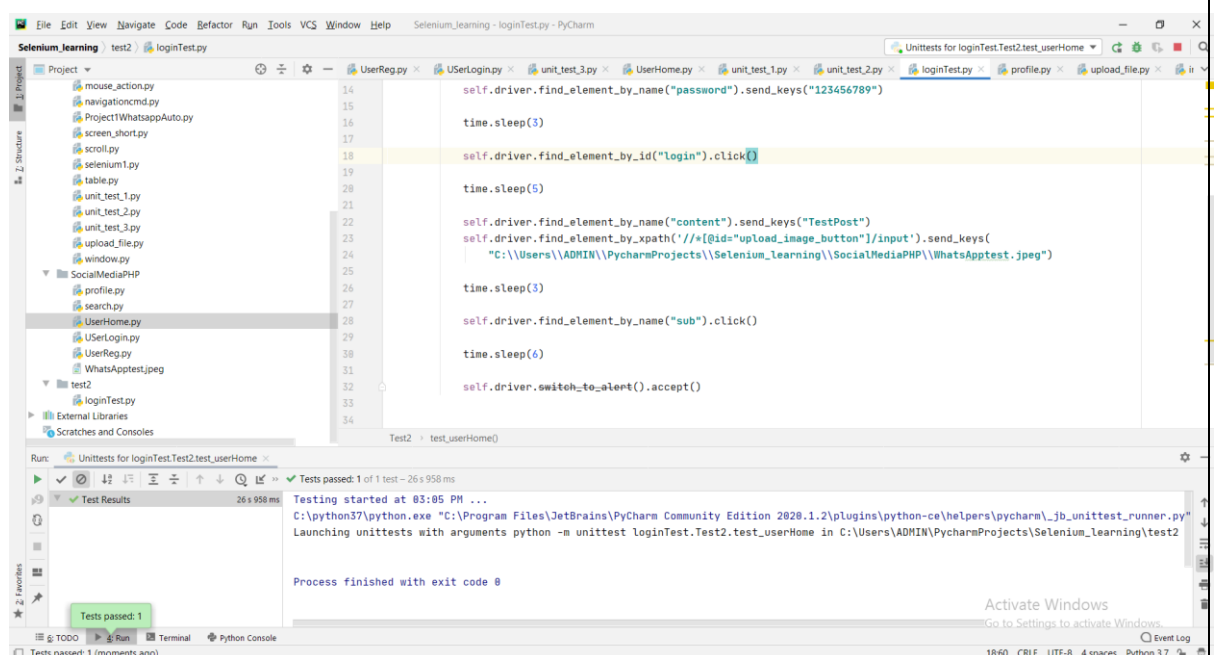 File Edit View Navigate Code Refactor Run Tools VCS Window Help Selenium_learning - loginTest.py - PyCharm
Selenium_learning test2 loginTest.py Unittests for loginTest.Test2.test_userHome
1: Project
Z: Structure
2: Favorites
Project
UserReg.py USerLogin.py unit_test_3.py UserHome.py unit_test_1.py unit_test_2.py loginTest.py profile.py upload_file.py
mouse_action.py
navigationcmd.py
Project1WhatsappAuto.py
screen_short.py
scroll.py
selenium1.py
table.py
unit_test_1.py
unit_test_2.py
unit_test_3.py
upload_file.py
window.py
SocialMediaPHP
profile.py
search.py
UserHome.py
USerLogin.py
UserReg.py
WhatsApptest.jpeg
test2
loginTest.py
External Libraries
Scratches and Consoles
14 self.driver.find_element_by_name("password").send_keys("123456789")
15
16 time.sleep(3)
17
18 self.driver.find_element_by_id("login").click()
19
20 time.sleep(5)
21
22 self.driver.find_element_by_name("content").send_keys("TestPost")
23 self.driver.find_element_by_xpath('//*[@id="upload_image_button"]/input').send_keys(
24 "C:\\Users\\ADMIN\\PycharmProjects\\Selenium_learning\\SocialMediaPHP\\WhatsApptest.jpeg")
25
26 time.sleep(3)
27
28 self.driver.find_element_by_name("sub").click()
29
30 time.sleep(6)
31
32 self.driver.switch_to_alert().accept()
33
34
Test2 › test_userHome()
Run: Unittests for loginTest.Test2.test_userHome
Tests passed: 1 of 1 test – 26 s 958 ms
Test Results 26 s 958 ms
Testing started at 03:05 PM ...
C:\python37\python.exe "C:\Program Files\JetBrains\PyCharm Community Edition 2020.1.2\plugins\python-ce\helpers\pycharm\_jb_unittest_runner.py"
Launching unittests with arguments python -m unittest loginTest.Test2.test_userHome in C:\Users\ADMIN\PycharmProjects\Selenium_learning\test2
Process finished with exit code 0
Activate Windows
Go to Settings to activate Windows.
Tests passed: 1
6: TODO 4: Run Terminal Python Console Event Log
Tests passed: 1 (moments ago) 18:60 CRLF UTF-8 4 spaces Python 3.7